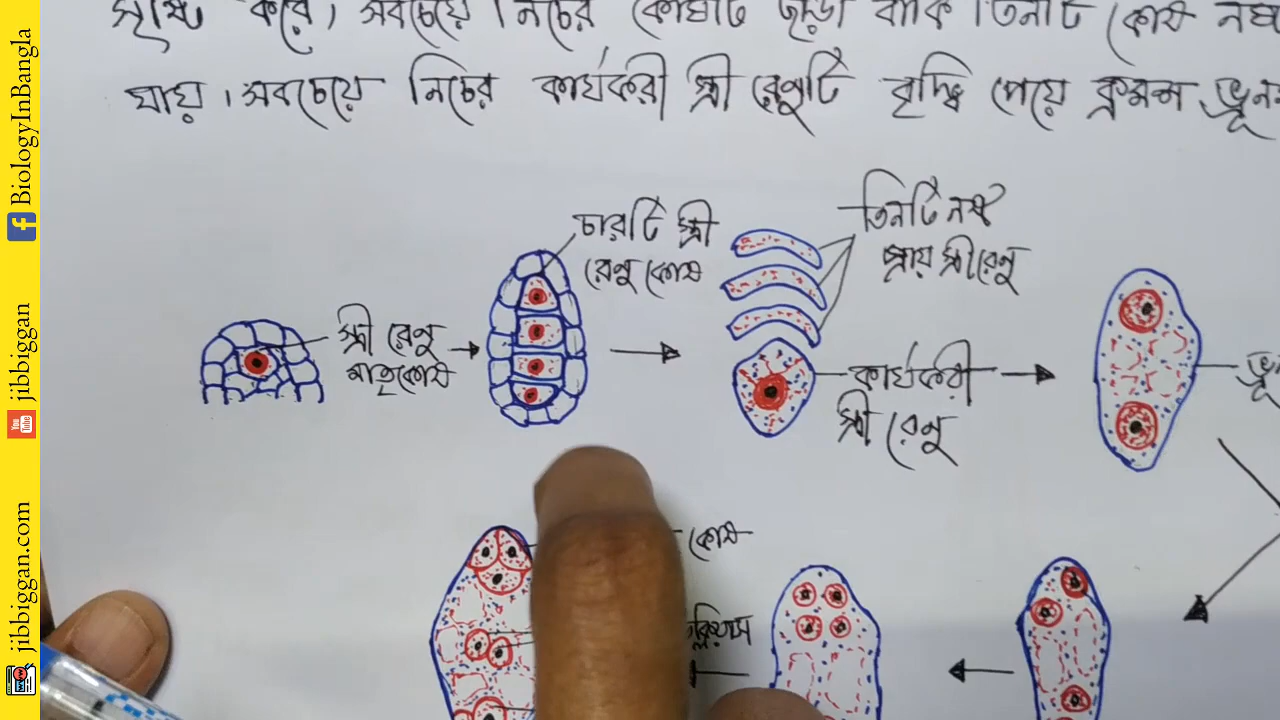 সৃষ্টি করে। সবচেয়ে নিচের কোষটি ছাড়া বাকি তিনটি কোষ নষ্ট
যায়। সবচেয়ে নিচের কার্যকরী স্ত্রী রেনুটি বৃদ্ধি পেয়ে ক্রমশ ভ্রূন
চারটি স্ত্রী
রেনু কোষ
তিনটি নষ্ট
প্রায় স্ত্রীরেনু
স্ত্রী রেনু
মাতৃকোষ
কার্যকরী
স্ত্রী রেনু
ভ্রূ
কোষ
BiologyInBangla
jibbiggan
jibbiggan.com